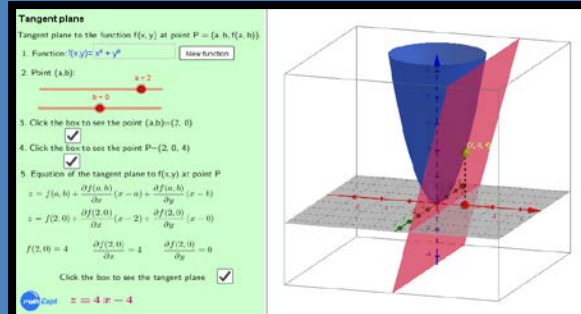 Tangent plane
Tangent plane to the function f(x, y) at point P = (a, b, f(a, b)).
1. Function: f(x,y)= x² + y² New function
2. Point (a,b):
a = 2
b = 0
3. Click the box to see the point (a,b)=(2, 0)
4. Click the box to see the point P=(2, 0, 4)
5. Equation of the tangent plane to f(x,y) at point P
z = f(a, b) + ∂f(a, b)/∂x (x − a) + ∂f(a, b)/∂y (x − b)
z = f(2, 0) + ∂f(2, 0)/∂x (x − 2) + ∂f(2, 0)/∂y (x − 0)
f(2, 0) = 4 ∂f(2, 0)/∂x = 4 ∂f(2, 0)/∂y = 0
Click the box to see the tangent plane
z = 4 x − 4